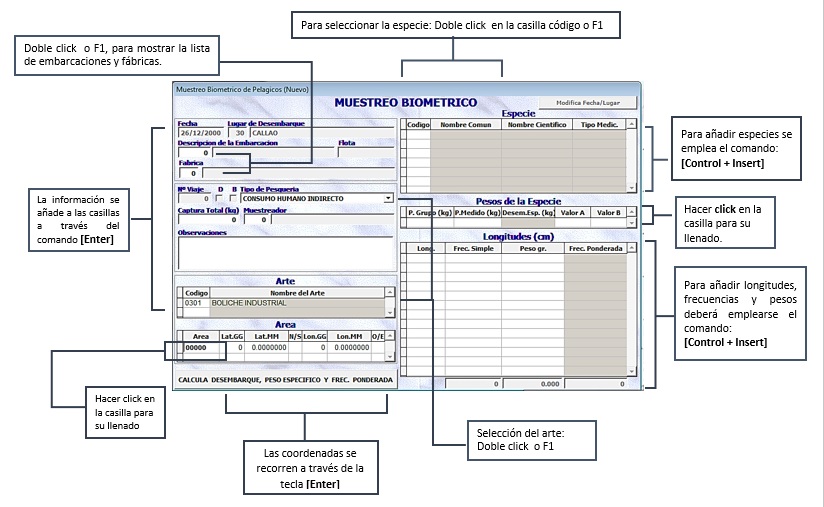 Para seleccionar la especie: Doble click en la casilla código o F1
Doble click o F1, para mostrar la lista
de embarcaciones y fábricas.
Muestreo Biometrico de Pelagicos (Nuevo)
MUESTREO BIOMETRICO
Modifica Fecha/Lugar
Fecha
Lugar de Desembarque
26/12/2000
30
CALLAO
Descripcion de la Embarcacion
Flota
0
Fabrica
0
Nº Viaje
D
B
Tipo de Pesqueria
0
CONSUMO HUMANO INDIRECTO
Captura Total (kg)
Muestreador
0
0
Observaciones
Arte
Codigo
Nombre del Arte
0301
BOLICHE INDUSTRIAL
Area
Area
Lat.GG
Lat.MM
N/S
Lon.GG
Lon.MM
O/E
00000
0
0.0000000
0
0.0000000
CALCULA DESEMBARQUE, PESO ESPECIFICO Y FREC. PONDERADA
Especie
Codigo
Nombre Comun
Nombre Cientifico
Tipo Medic.
Pesos de la Especie
P. Grupo (kg)
P.Medido (kg)
Desem.Esp. (kg)
Valor A
Valor B
Longitudes (cm)
Long.
Frec. Simple
Peso gr.
Frec. Ponderada
0
0.000
0
Para añadir especies se
emplea el comando:
[Control + Insert]
Hacer click en la
casilla para su
llenado.
Para añadir longitudes,
frecuencias y pesos
deberá emplearse el
comando:
[Control + Insert]
La información se
añade a las casillas
a través del
comando [Enter]
Hacer click en
la casilla para
su llenado
Las coordenadas se
recorren a través de la
tecla [Enter]
Selección del arte:
Doble click o F1